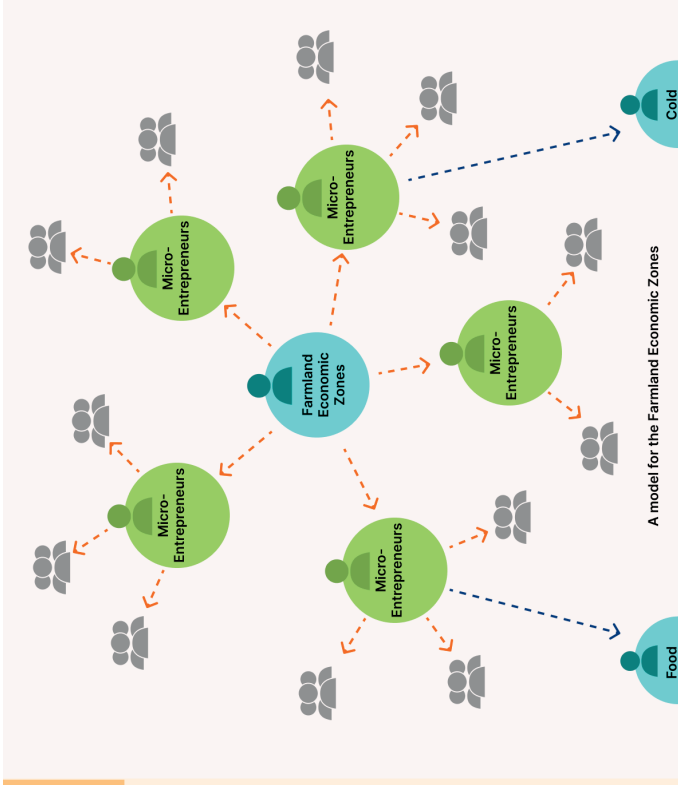 Micro-
Entrepreneurs
Micro-
Entrepreneurs
Farmland
Economic
Zones
Micro-
Entrepreneurs
Micro-
Entrepreneurs
Micro-
Entrepreneurs
A model for the Farmland Economic Zones
Food
Cold